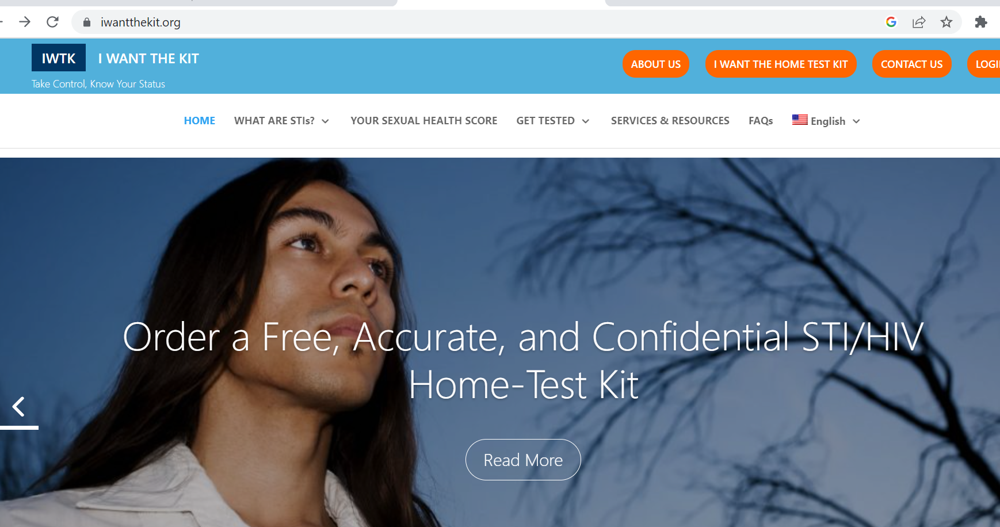 iwantthekit.org
IWTK I WANT THE KIT
Take Control, Know Your Status
ABOUT US
I WANT THE HOME TEST KIT
CONTACT US
HOME
WHAT ARE STIs?
YOUR SEXUAL HEALTH SCORE
GET TESTED
SERVICES & RESOURCES
FAQs
English
Order a Free, Accurate, and Confidential STI/HIV
Home-Test Kit
Read More